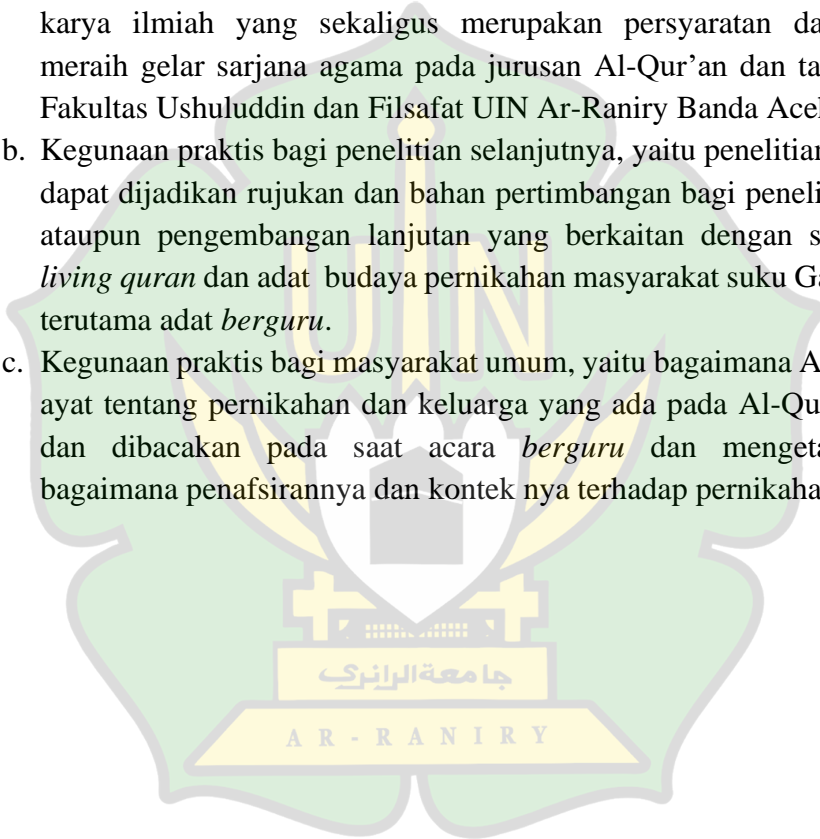 karya ilmiah yang sekaligus merupakan persyaratan da
meraih gelar sarjana agama pada jurusan Al-Qur’an dan ta
Fakultas Ushuluddin dan Filsafat UIN Ar-Raniry Banda Aceh
b. Kegunaan praktis bagi penelitian selanjutnya, yaitu penelitian
dapat dijadikan rujukan dan bahan pertimbangan bagi peneli
ataupun pengembangan lanjutan yang berkaitan dengan s
living quran dan adat budaya pernikahan masyarakat suku Ga
terutama adat berguru.
c. Kegunaan praktis bagi masyarakat umum, yaitu bagaimana A
ayat tentang pernikahan dan keluarga yang ada pada Al-Qu
dan dibacakan pada saat acara berguru dan mengeta
bagaimana penafsirannya dan kontek nya terhadap pernikaha
UIN
جامعة الرانري
AR-RANIRY